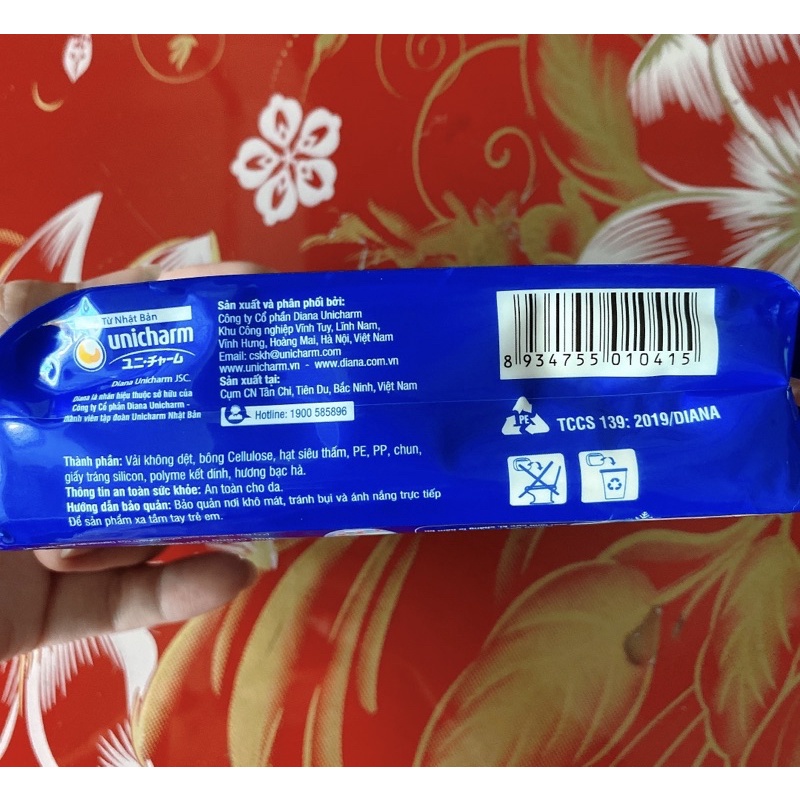 Từ Nhật Bản
unicharm
ユニ・チャーム
Diana Unicharm JSC.
Diana là nhãn hiệu thuộc sở hữu của
Công ty Cổ phần Diana Unicharm -
thành viên tập đoàn Unicharm Nhật Bản
Sản xuất và phân phối bởi:
Công ty Cổ phần Diana Unicharm
Khu Công nghiệp Vĩnh Tuy, Lĩnh Nam,
Vĩnh Hưng, Hoàng Mai, Hà Nội, Việt Nam
Email: cskh@unicharm.com
www.unicharm.vn - www.diana.com.vn
Sản xuất tại:
Cụm CN Tân Chi, Tiên Du, Bắc Ninh, Việt Nam
Hotline: 1900 585896
8 934755 010415
PE
TCCS 139: 2019/DIANA
Thành phần: Vải không dệt, bông Cellulose, hạt siêu thấm, PE, PP, chun,
giấy tráng silicon, polyme kết dính, hương bạc hà.
Thông tin an toàn sức khỏe: An toàn cho da.
Hướng dẫn bảo quản: Bảo quản nơi khô mát, tránh bụi và ánh nắng trực tiếp
Để sản phẩm xa tầm tay trẻ em.